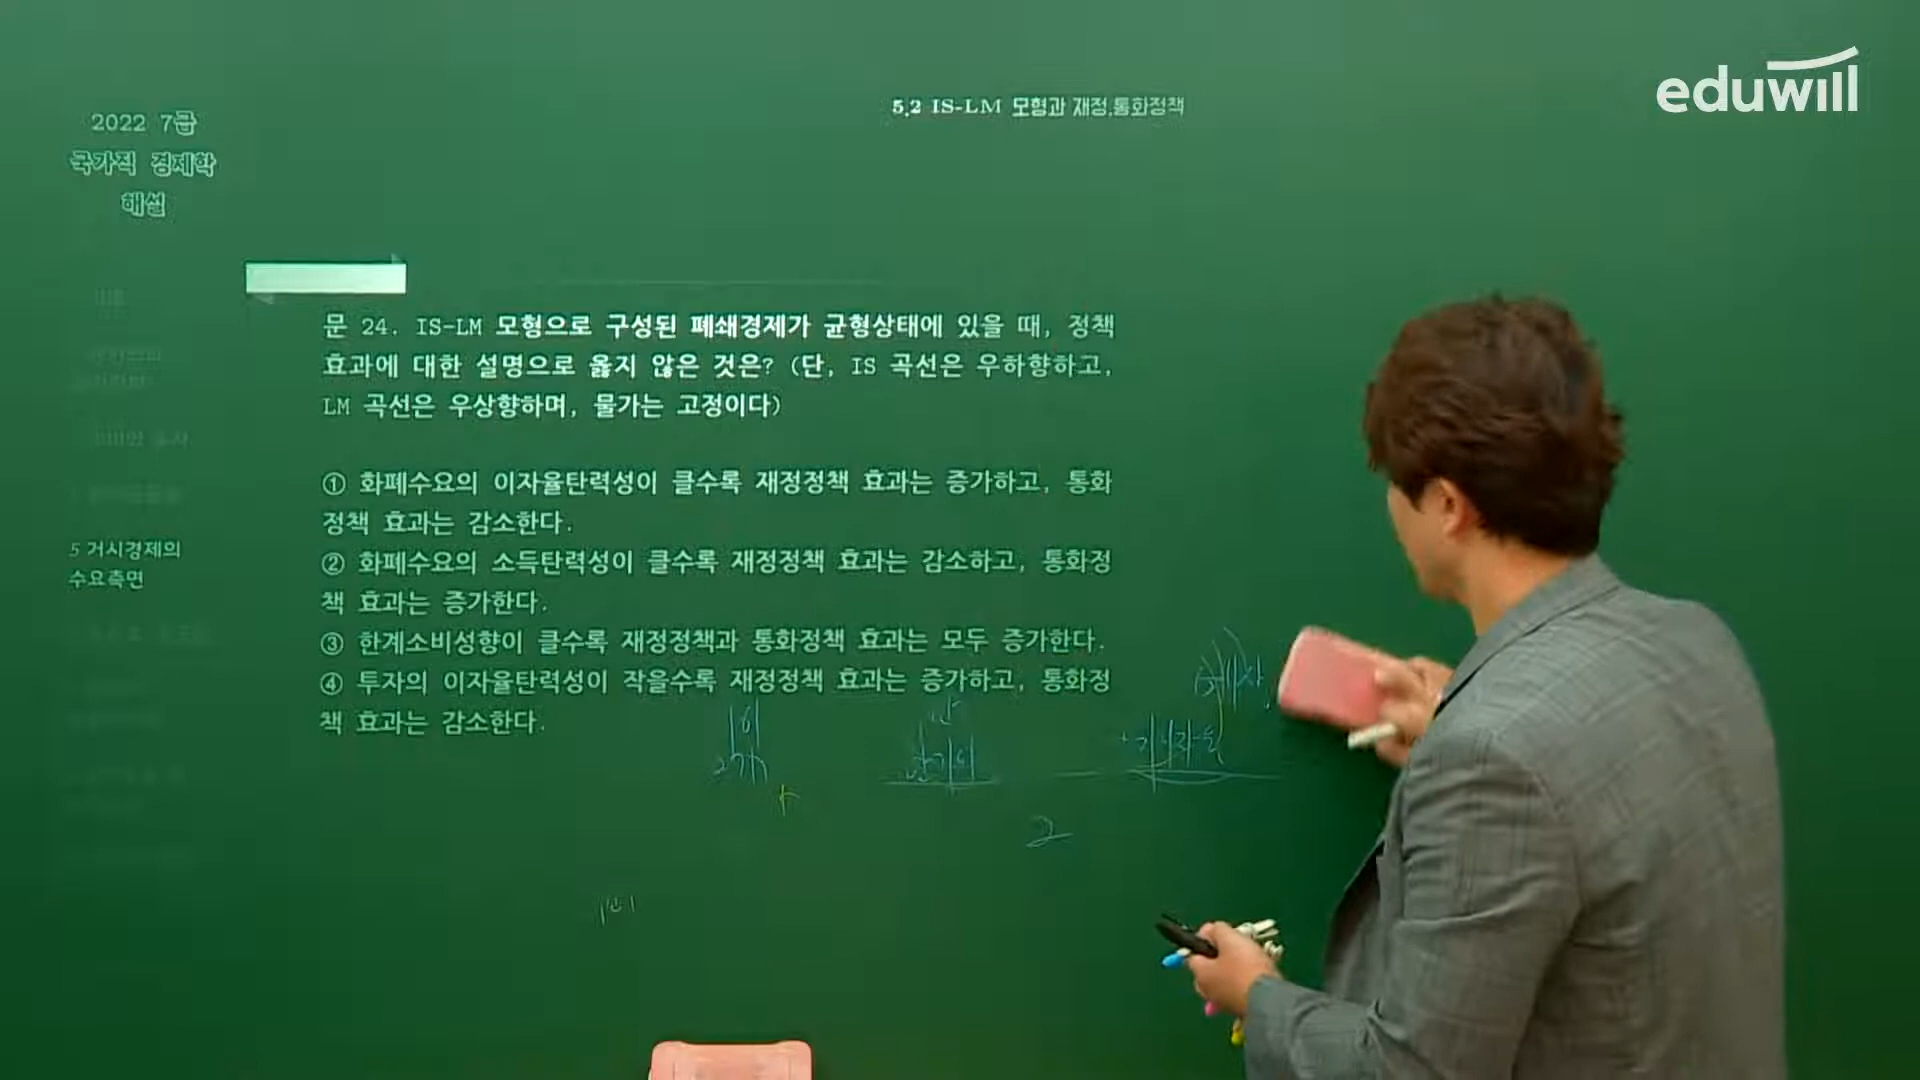 eduwill
5.2 IS-LM 모형과 재정.통화정책
2022 7급
국가직 경제학
해설
5 거시경제의
수요측면
문 24. IS-LM 모형으로 구성된 폐쇄경제가 균형상태에 있을 때, 정책
효과에 대한 설명으로 옳지 않은 것은? (단, IS 곡선은 우하향하고,
LM 곡선은 우상향하며, 물가는 고정이다)
① 화폐수요의 이자율탄력성이 클수록 재정정책 효과는 증가하고, 통화
정책 효과는 감소한다.
② 화폐수요의 소득탄력성이 클수록 재정정책 효과는 감소하고, 통화정
책 효과는 증가한다.
③ 한계소비성향이 클수록 재정정책과 통화정책 효과는 모두 증가한다.
④ 투자의 이자율탄력성이 작을수록 재정정책 효과는 증가하고, 통화정
책 효과는 감소한다.
2